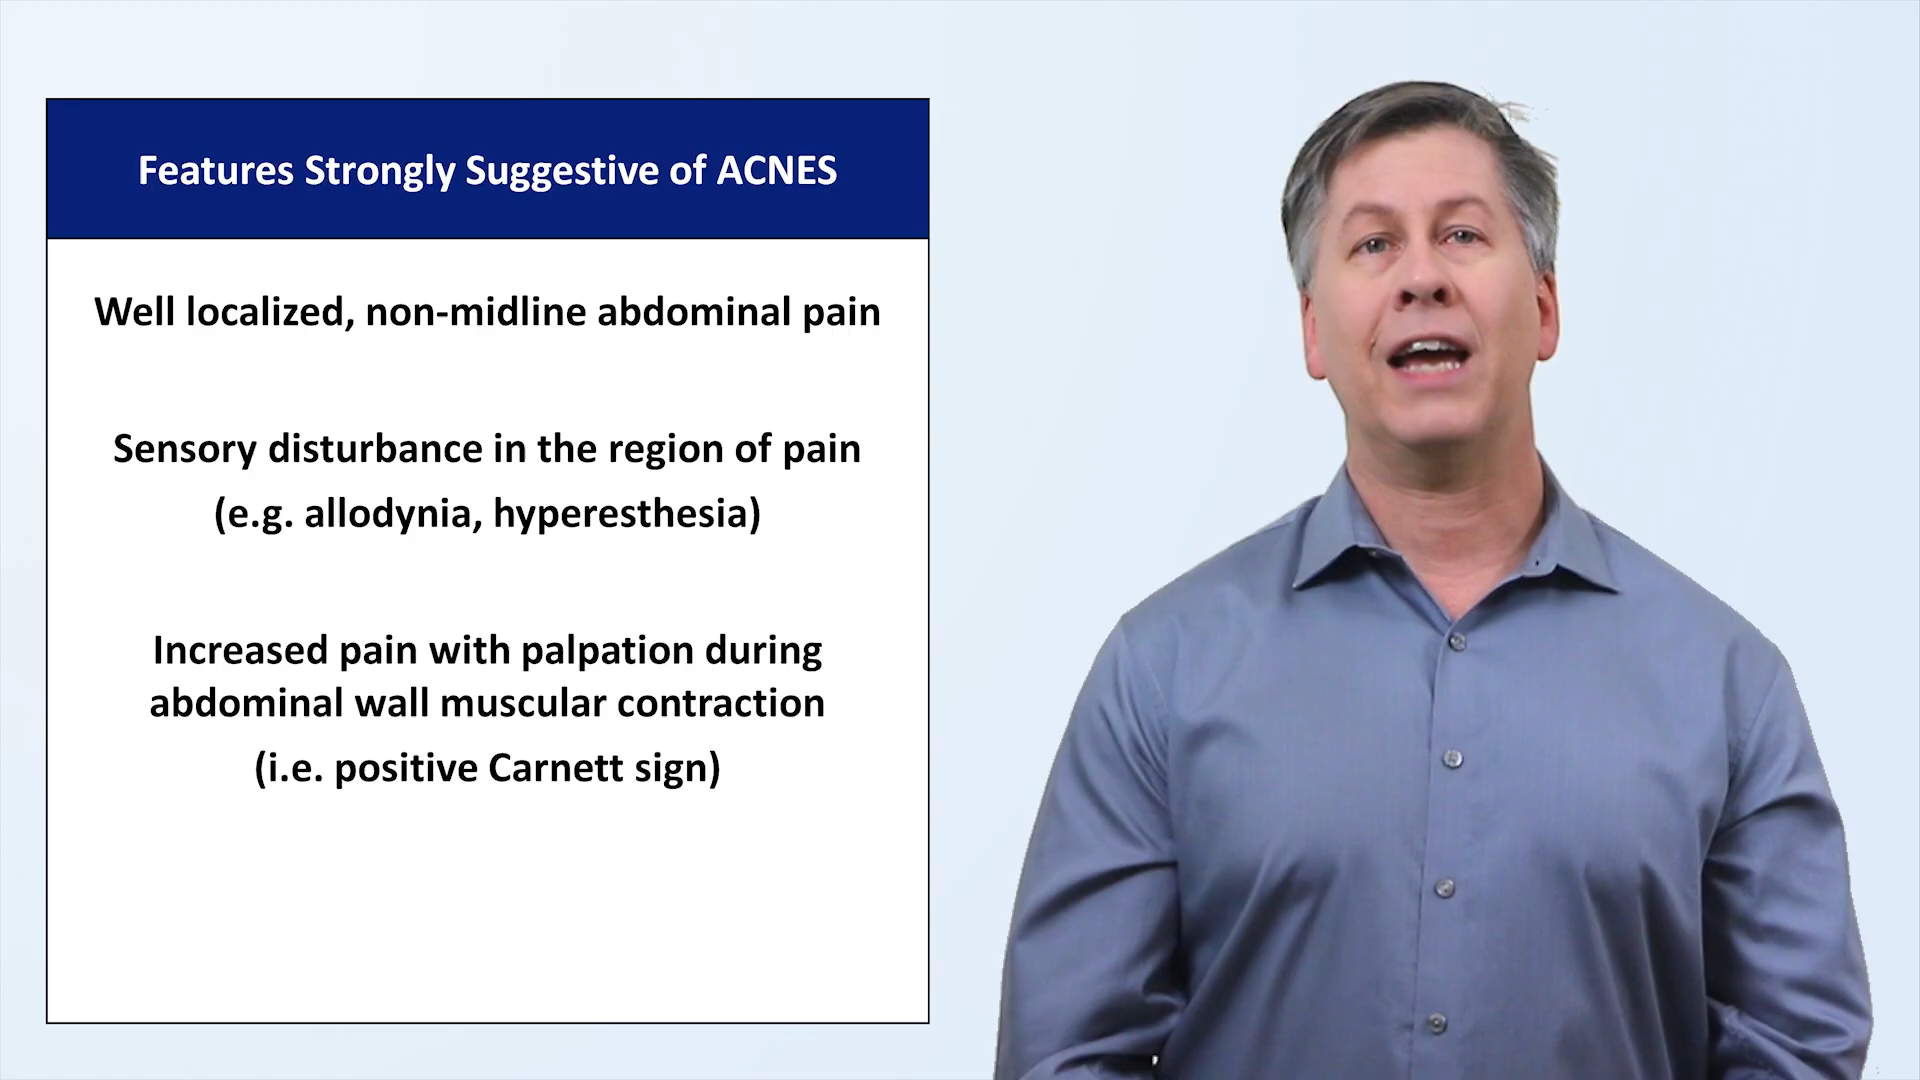 Features Strongly Suggestive of ACNES
Well localized, non-midline abdominal pain
Sensory disturbance in the region of pain
(e.g. allodynia, hyperesthesia)
Increased pain with palpation during
abdominal wall muscular contraction
(i.e. positive Carnett sign)